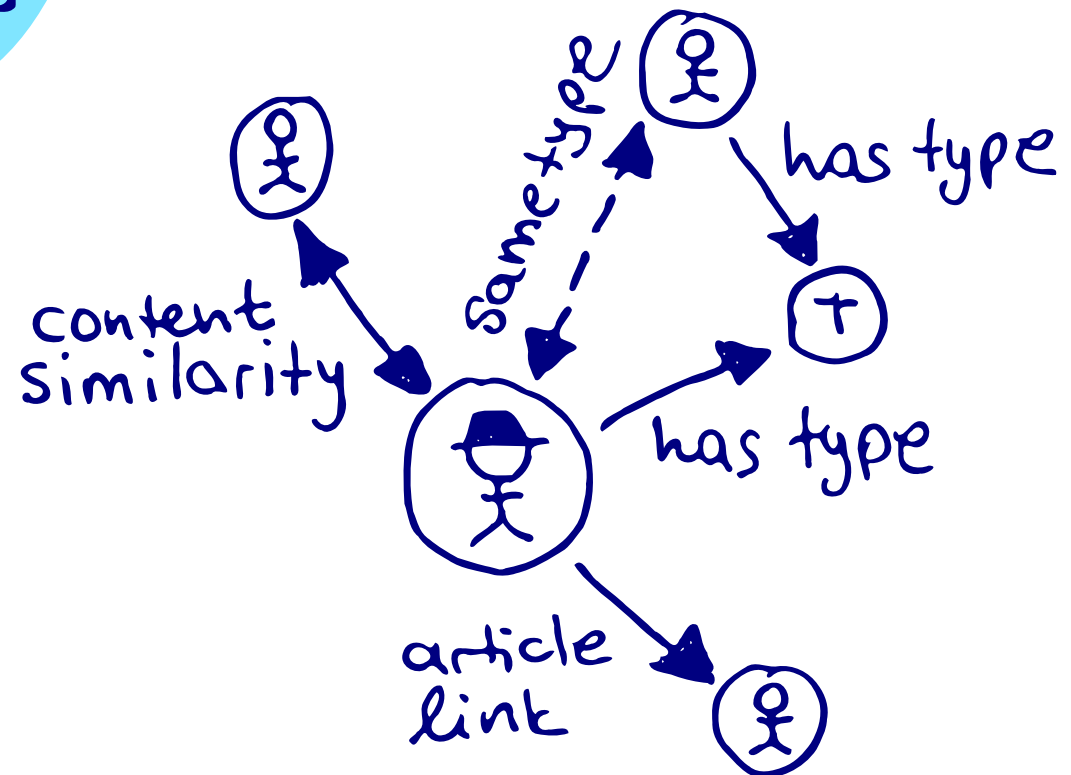 same type
has type
content
similarity
T
has type
article
link